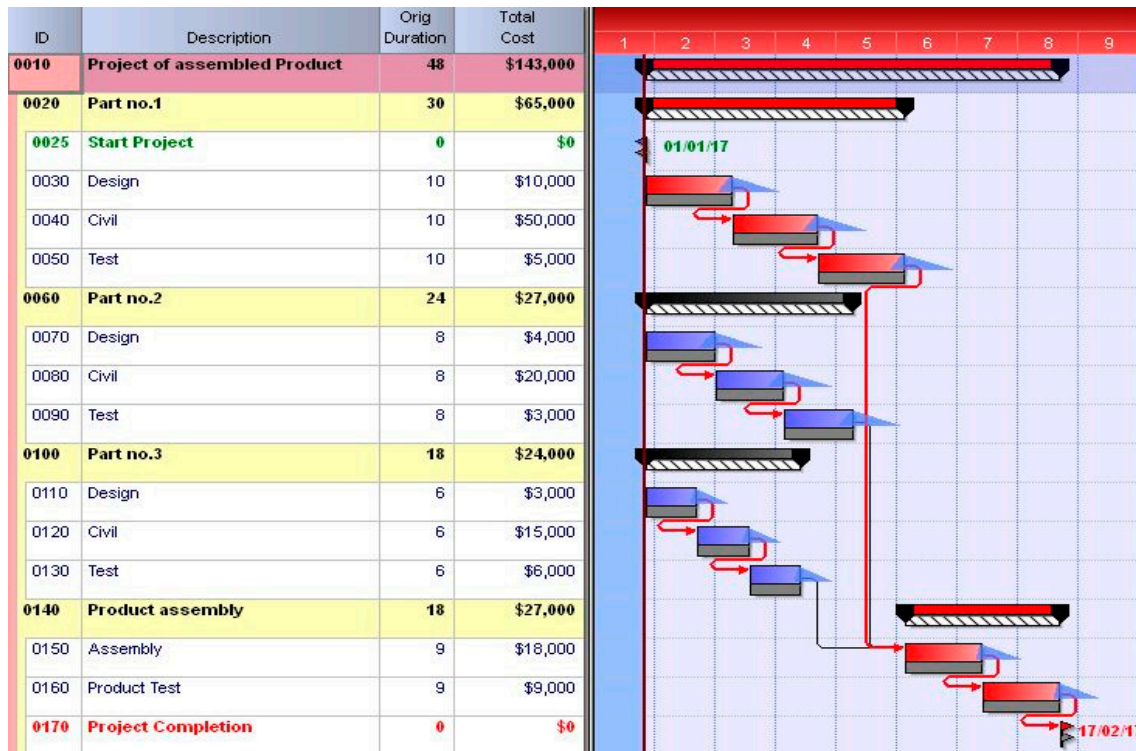 ID Description Orig Duration Total Cost 1 2 3 4 5 6 7 8 9
0010 Project of assembled Product 48 $143,000
0020 Part no.1 30 $65,000
0025 Start Project 0 $0 01/01/17
0030 Design 10 $10,000
0040 Civil 10 $50,000
0050 Test 10 $5,000
0060 Part no.2 24 $27,000
0070 Design 8 $4,000
0080 Civil 8 $20,000
0090 Test 8 $3,000
0100 Part no.3 18 $24,000
0110 Design 6 $3,000
0120 Civil 6 $15,000
0130 Test 6 $6,000
0140 Product assembly 18 $27,000
0150 Assembly 9 $18,000
0160 Product Test 9 $9,000
0170 Project Completion 0 $0 17/02/17